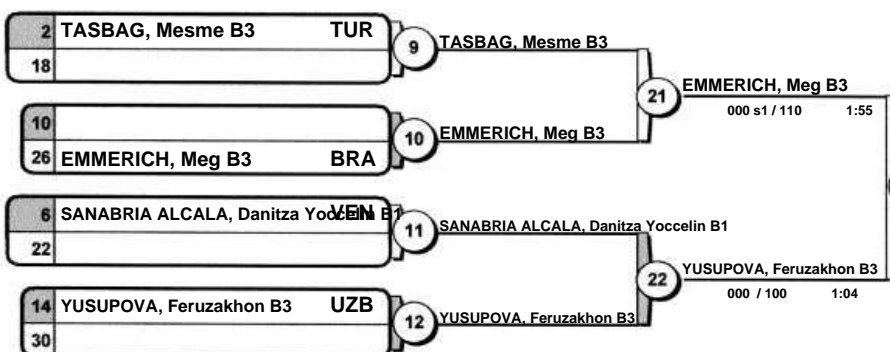 2 TASBAG, Mesme B3 TUR
18
9
TASBAG, Mesme B3
10
26 EMMERICH, Meg B3 BRA
10
EMMERICH, Meg B3
21
EMMERICH, Meg B3
000 s1 / 110 1:55
6 SANABRIA ALCALA, Danitza Yoccelin B1 VEN
22
11
SANABRIA ALCALA, Danitza Yoccelin B1
14 YUSUPOVA, Feruzakhon B3 UZB
30
12
YUSUPOVA, Feruzakhon B3
22
YUSUPOVA, Feruzakhon B3
000 / 100 1:04